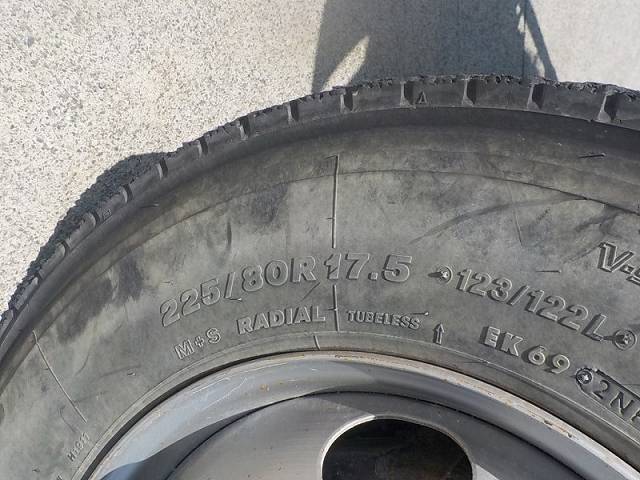 225/80R17.5 123/122L
M+S RADIAL TUBELESS EK69